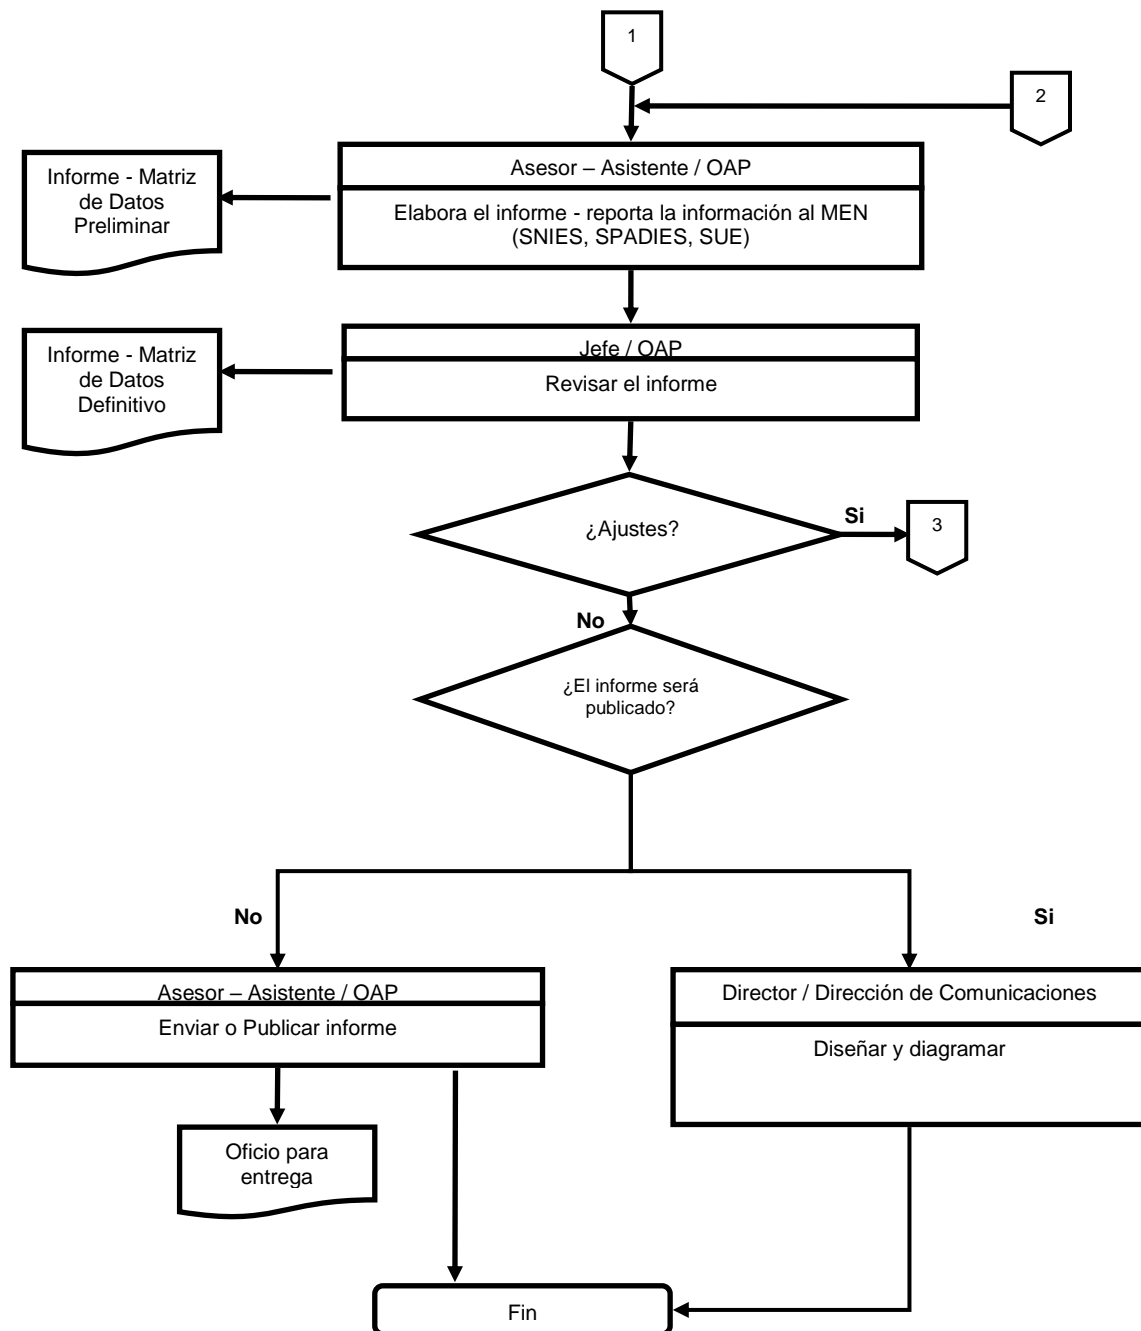 1
2
Asesor – Asistente / OAP
Elabora el informe - reporta la información al MEN
(SNIES, SPADIES, SUE)
Informe - Matriz
de Datos
Preliminar
Jefe / OAP
Revisar el informe
Informe - Matriz
de Datos
Definitivo
¿Ajustes?
Si
3
No
¿El informe será
publicado?
No
Si
Asesor – Asistente / OAP
Enviar o Publicar informe
Director / Dirección de Comunicaciones
Diseñar y diagramar
Oficio para
entrega
Fin